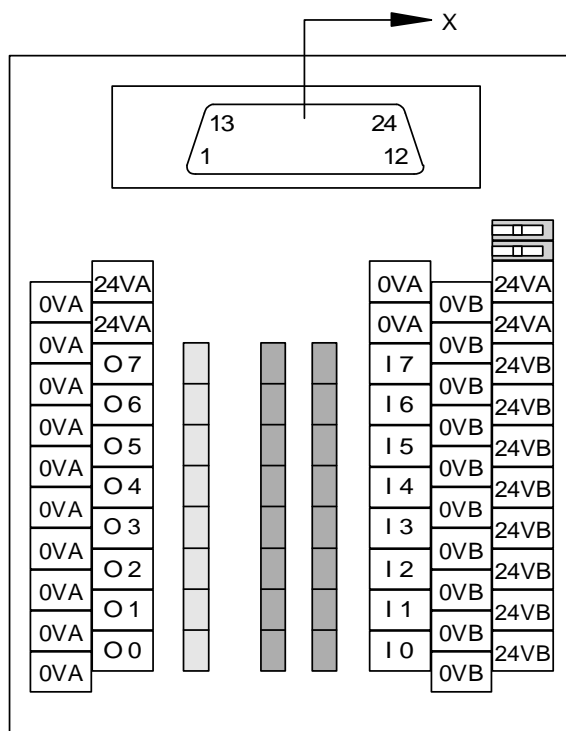 X
13 24
1 12
24VA 0VA 24VA
0VA 0VB
24VA 0VA 24VA
0VA 0VB
O 7 I 7 24VB
0VA 0VB
O 6 I 6 24VB
0VA 0VB
O 5 I 5 24VB
0VA 0VB
O 4 I 4 24VB
0VA 0VB
O 3 I 3 24VB
0VA 0VB
O 2 I 2 24VB
0VA 0VB
O 1 I 1 24VB
0VA 0VB
O 0 I 0 24VB
0VA 0VB